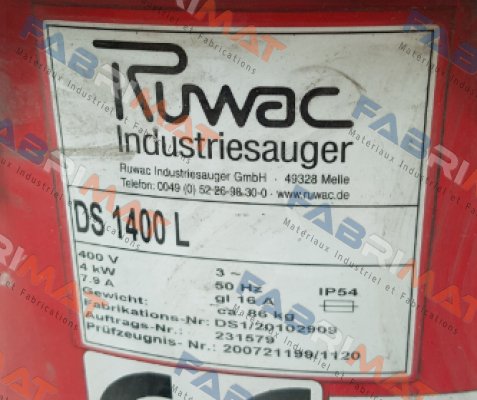 Ruwac
Industriesauger
Ruwac Industriesauger GmbH · 49328 Melle
Telefon: 0049 (0) 52-26-98-30-0 · www.ruwac.de
DS 1400 L
400 V
4 kW 3 ~
7.9 A 50 Hz IP54
gl 16 A
Gewicht: ca. 86 kg
Fabrikations-Nr: DS1/20102909
Auftrags-Nr.: 231579
Prüfzeugnis- Nr.: 200721199/1120
FABRIMAT
Matériaux Industriel et Fabrications